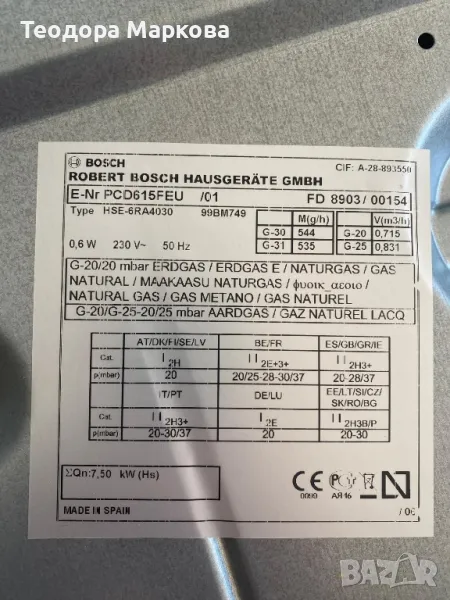 Теодора Маркова
BOSCH
CIF: A-28-893550
ROBERT BOSCH HAUSGERÄTE GMBH
E-Nr PCD615FEU /01 FD 8903/ 00154
Type HSE-6RA4030 99BM749
0,6 W 230 V~ 50 Hz
M(g/h) V(m3/h)
G-30 544 G-20 0,715
G-31 535 G-25 0,831
G-20/20 mbar ERDGAS / ERDGAS E / NATURGAS / GAS
NATURAL / MAAKAASU NATURGAS / φυοικ_αεσιο/
NATURAL GAS / GAS METANO / GAS NATUREL
G-20/G-25-20/25 mbar AARDGAS / GAZ NATUREL LACQ
AT/DK/FI/SE/LV BE/FR ES/GB/GR/IE
Cat. I 2H II 2E+3+ II 2H3+
p(mbar) 20 20/25-28-30/37 20-28/37
IT/PT DE/LU EE/LT/SI/CZ/
SK/RO/BG
Cat. II 2H3+ I 2E II 2H3B/P
p(mbar) 20-30/37 20 20-30
ΣQn:7,50 kW (Hs)
CE
0099 AЯ46
MADE IN SPAIN
BAZAR